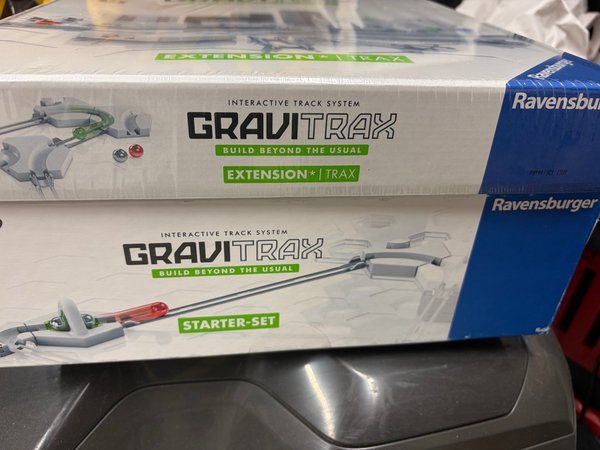 EXTENSION* | TRAX
Ravensburger
INTERACTIVE TRACK SYSTEM
GRAVITRAX
BUILD BEYOND THE USUAL
EXTENSION* | TRAX
Ravensbur
INTERACTIVE TRACK SYSTEM
GRAVITRAX
BUILD BEYOND THE USUAL
STARTER-SET
Ravensburger